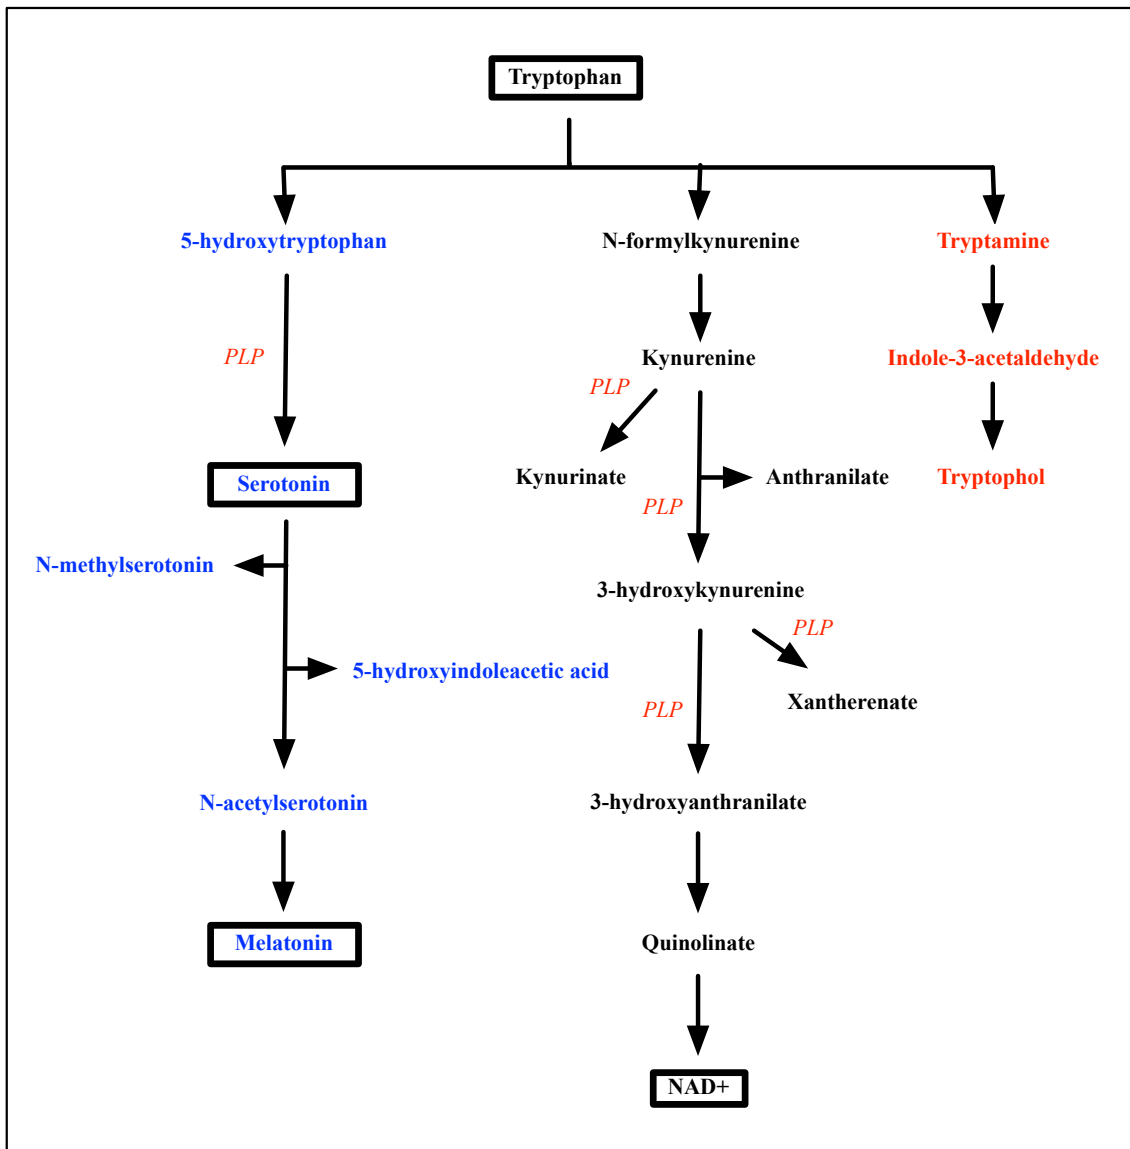 Tryptophan
5-hydroxytryptophan
N-formylkynurenine
Tryptamine
PLP
Kynurenine
Indole-3-acetaldehyde
PLP
Serotonin
Kynurinate
Anthranilate
Tryptophol
PLP
N-methylserotonin
3-hydroxykynurenine
PLP
5-hydroxyindoleacetic acid
Xantherenate
PLP
N-acetylserotonin
3-hydroxyanthranilate
Melatonin
Quinolinate
NAD+